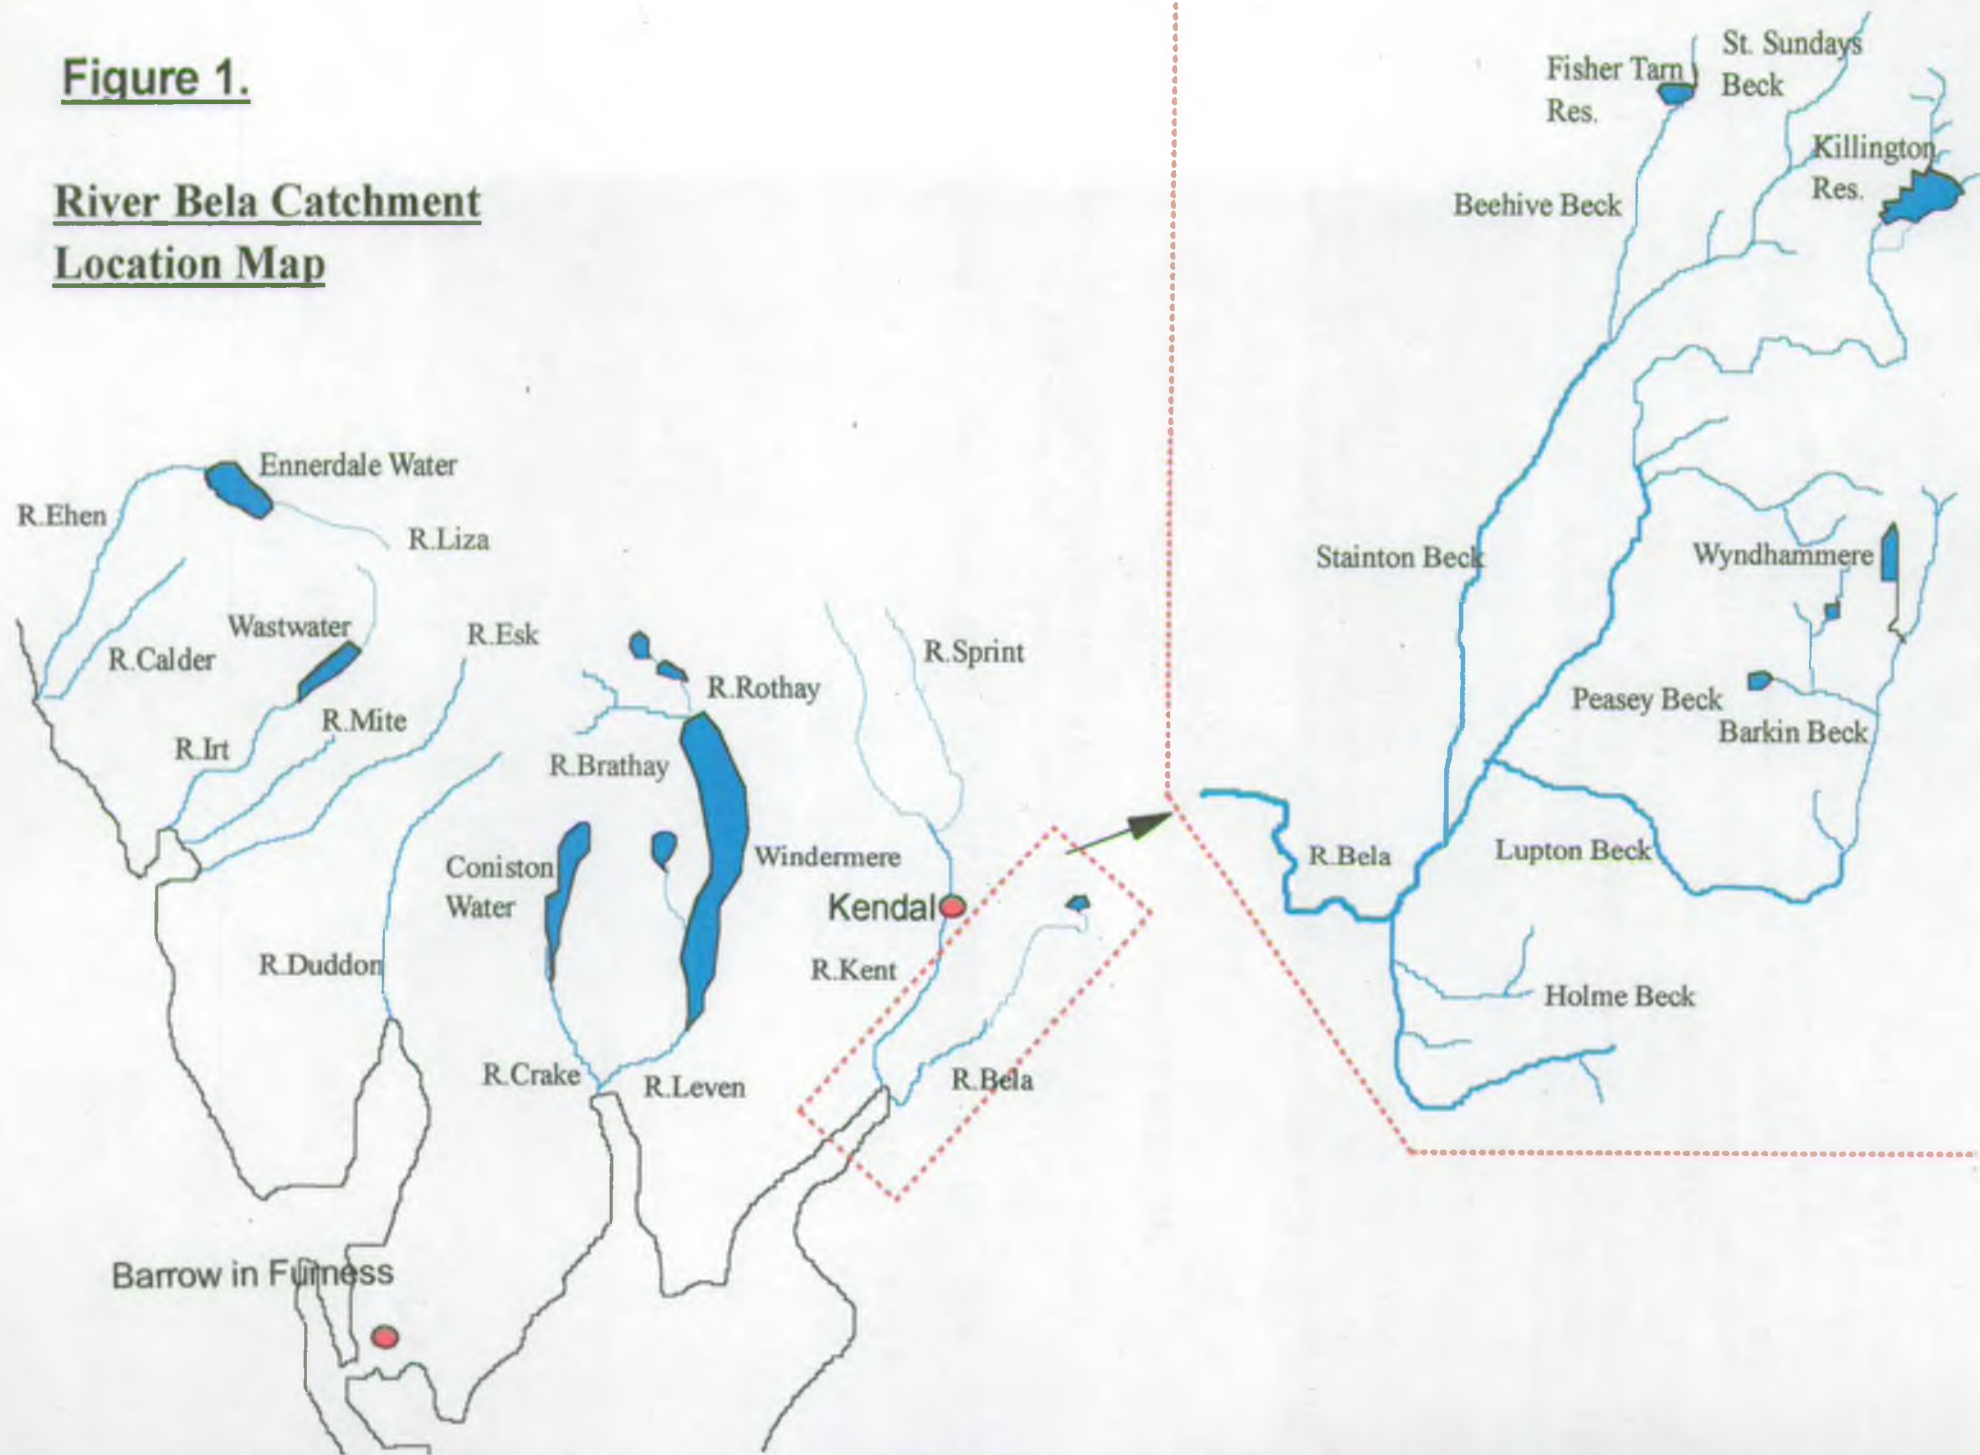 Figure 1.
River Bela Catchment
Location Map
Ennerdale Water
R.Ehen
R.Liza
Wastwater
R.Esk
R.Calder
R.Mite
R.Irt
R.Rothay
R.Sprint
R.Brathay
Coniston
Water
Windermere
Kendal
R.Duddon
R.Kent
R.Crake
R.Leven
R.Bela
Barrow in Furness
Fisher Tarn
Res.
St. Sundays
Beck
Killington
Res.
Beehive Beck
Stainton Beck
Wyndhammere
Peasey Beck
Barkin Beck
R.Bela
Lupton Beck
Holme Beck